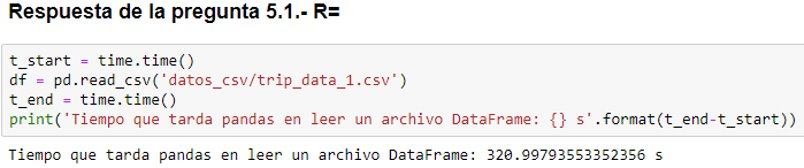 Respuesta de la pregunta 5.1.- R=
t_start = time.time()
df = pd.read_csv('datos_csv/trip_data_1.csv')
t_end = time.time()
print('Tiempo que tarda pandas en leer un archivo DataFrame: {} s'.format(t_end-t_start))
Tiempo que tarda pandas en leer un archivo DataFrame: 320.99793553352356 s